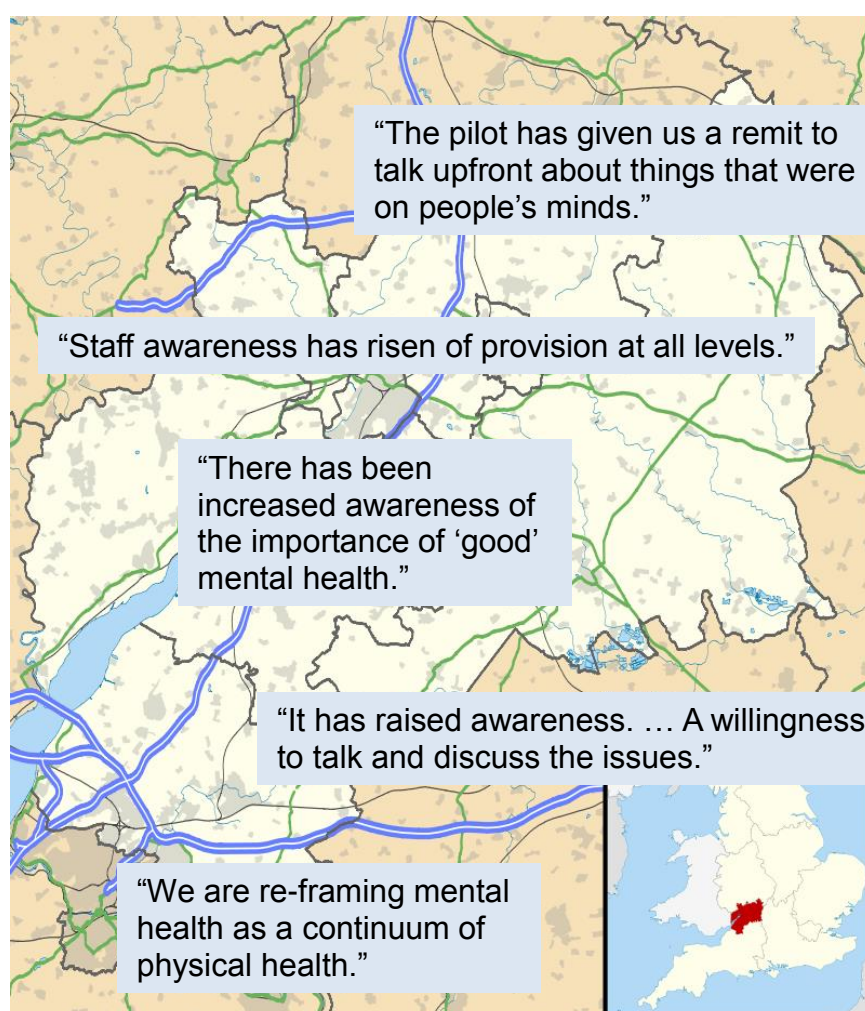 “The pilot has given us a remit to
talk upfront about things that were
on people’s minds.”
“Staff awareness has risen of provision at all levels.”
“There has been
increased awareness of
the importance of ‘good’
mental health.”
“It has raised awareness. … A willingness
to talk and discuss the issues.”
“We are re-framing mental
health as a continuum of
physical health.”